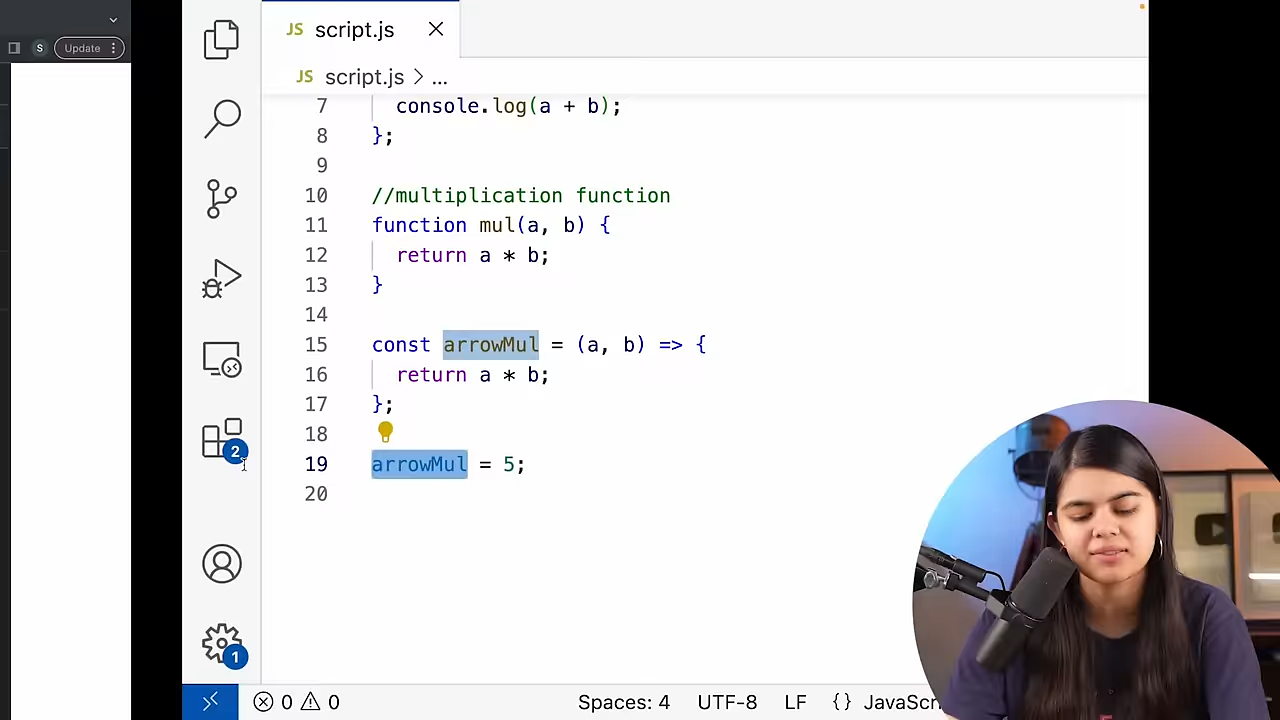 S Update
JS script.js
JS script.js > ...
7 console.log(a + b);
8 };
9
10 //multiplication function
11 function mul(a, b) {
12 return a * b;
13 }
14
15 const arrowMul = (a, b) => {
16 return a * b;
17 };
18
19 arrowMul = 5;
20
2
1
0 0 Spaces: 4 UTF-8 LF {} JavaScr